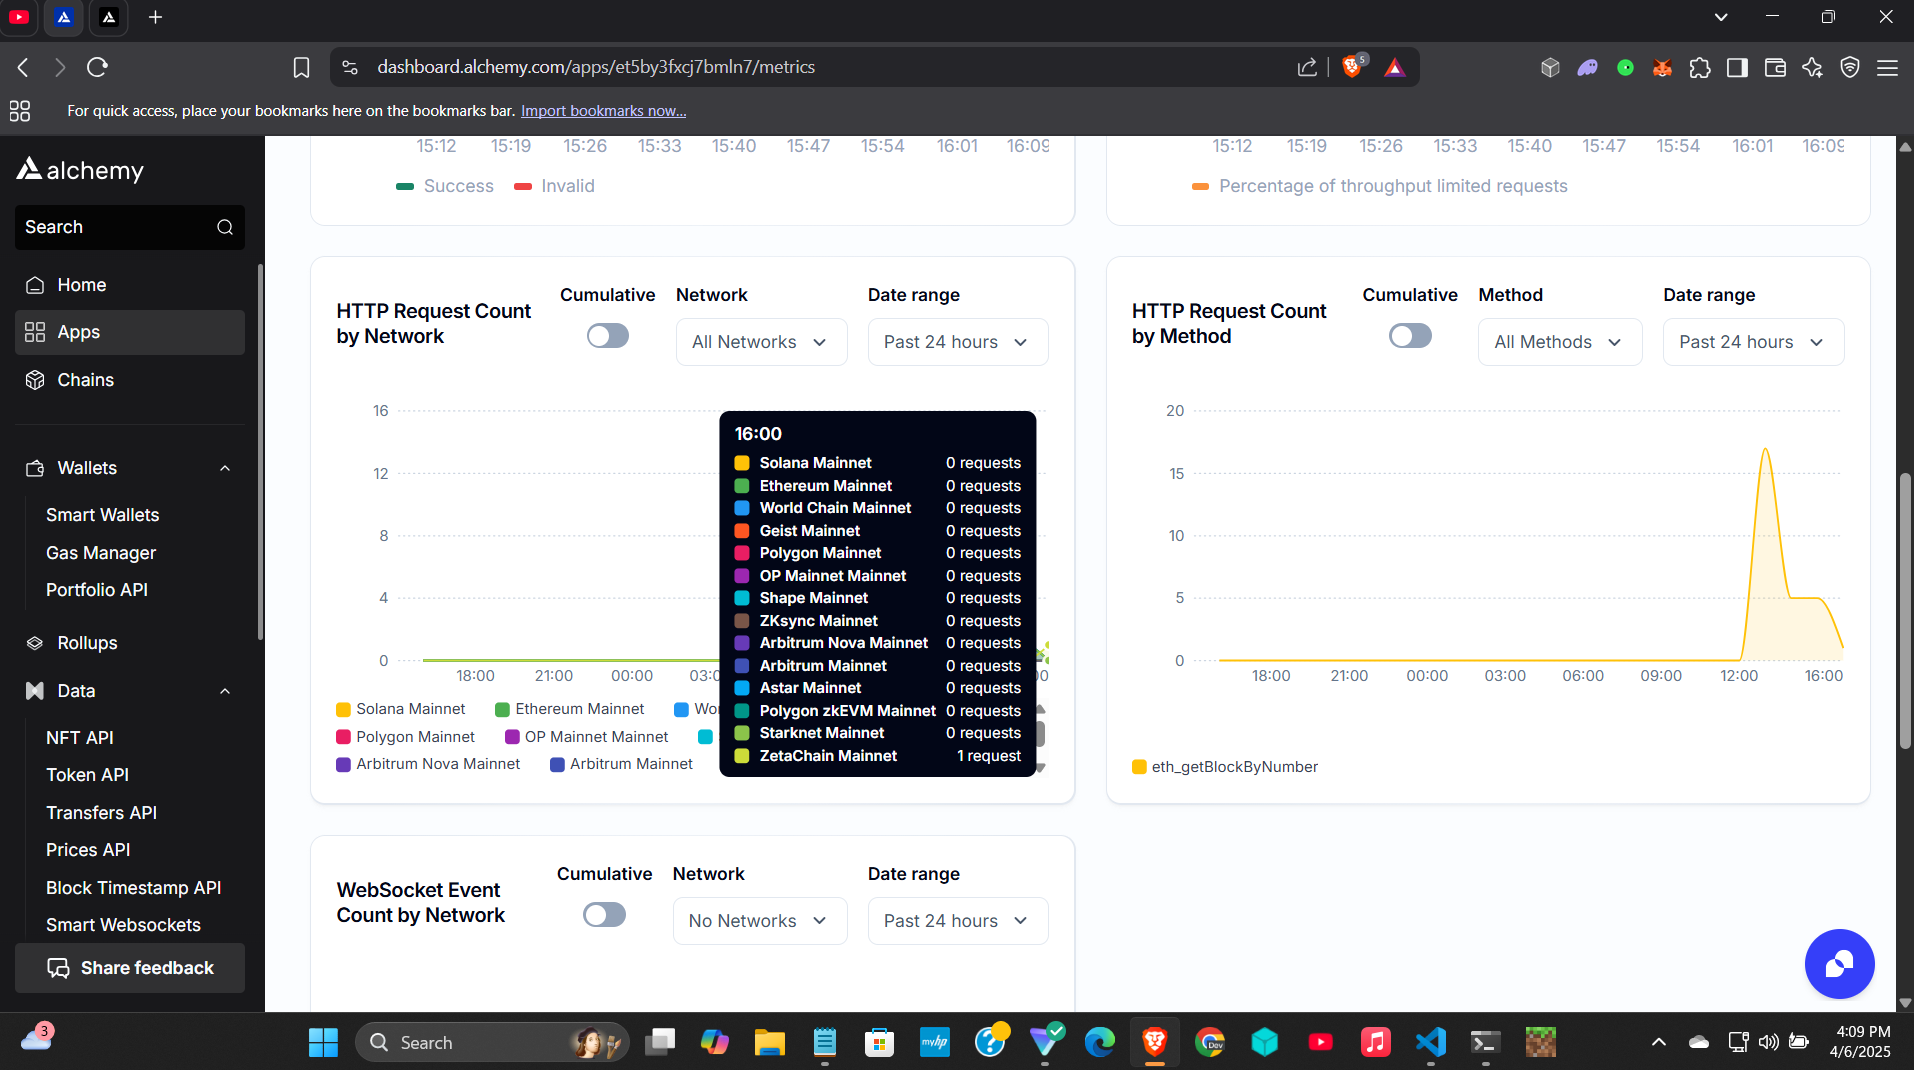 dashboard.alchemy.com/apps/et5by3fxcj7bmln7/metrics
5
For quick access, place your bookmarks here on the bookmarks bar. Import bookmarks now...
alchemy
Search
Home
Apps
Chains
Wallets
Smart Wallets
Gas Manager
Portfolio API
Rollups
Data
NFT API
Token API
Transfers API
Prices API
Block Timestamp API
Smart Websockets
Share feedback
15:12 15:19 15:26 15:33 15:40 15:47 15:54 16:01 16:09
Success Invalid
15:12 15:19 15:26 15:33 15:40 15:47 15:54 16:01 16:09
Percentage of throughput limited requests
HTTP Request Count
by Network
Cumulative Network Date range
All Networks Past 24 hours
16
12
8
4
0
18:00 21:00 00:00 03:0
Solana Mainnet Ethereum Mainnet Wor
Polygon Mainnet OP Mainnet Mainnet
Arbitrum Nova Mainnet Arbitrum Mainnet
16:00
Solana Mainnet 0 requests
Ethereum Mainnet 0 requests
World Chain Mainnet 0 requests
Geist Mainnet 0 requests
Polygon Mainnet 0 requests
OP Mainnet Mainnet 0 requests
Shape Mainnet 0 requests
ZKsync Mainnet 0 requests
Arbitrum Nova Mainnet 0 requests
Arbitrum Mainnet 0 requests
Astar Mainnet 0 requests
Polygon zkEVM Mainnet 0 requests
Starknet Mainnet 0 requests
ZetaChain Mainnet 1 request
HTTP Request Count
by Method
Cumulative Method Date range
All Methods Past 24 hours
20
15
10
5
0
18:00 21:00 00:00 03:00 06:00 09:00 12:00 16:00
eth_getBlockByNumber
WebSocket Event
Count by Network
Cumulative Network Date range
No Networks Past 24 hours
3
Search
myhp
Dev
4:09 PM
4/6/2025